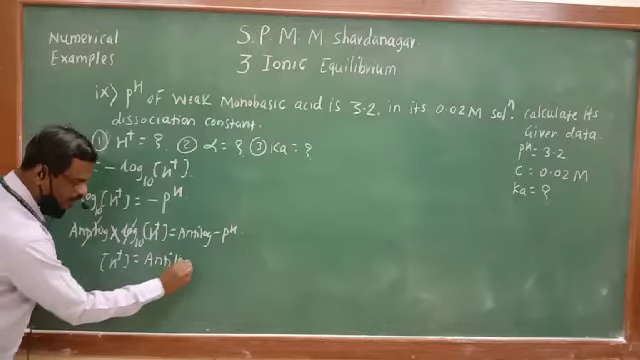 Numerical
Examples
S.P.M.M Shardanagar.
3 Ionic Equilibrium
ix> pH of Weak Monobasic acid is 3.2. in its 0.02M solⁿ. Calculate its
dissociation constant.
① H⁺ = ? ② α = ? ③ Ka = ?
= -log₁₀[H⁺].
log₁₀[H⁺] = -pH
Antilog x log₁₀[H⁺] = Antilog - pH.
[H⁺] = Antilo
Given data.
pH = 3.2
C = 0.02 M
Ka = ?